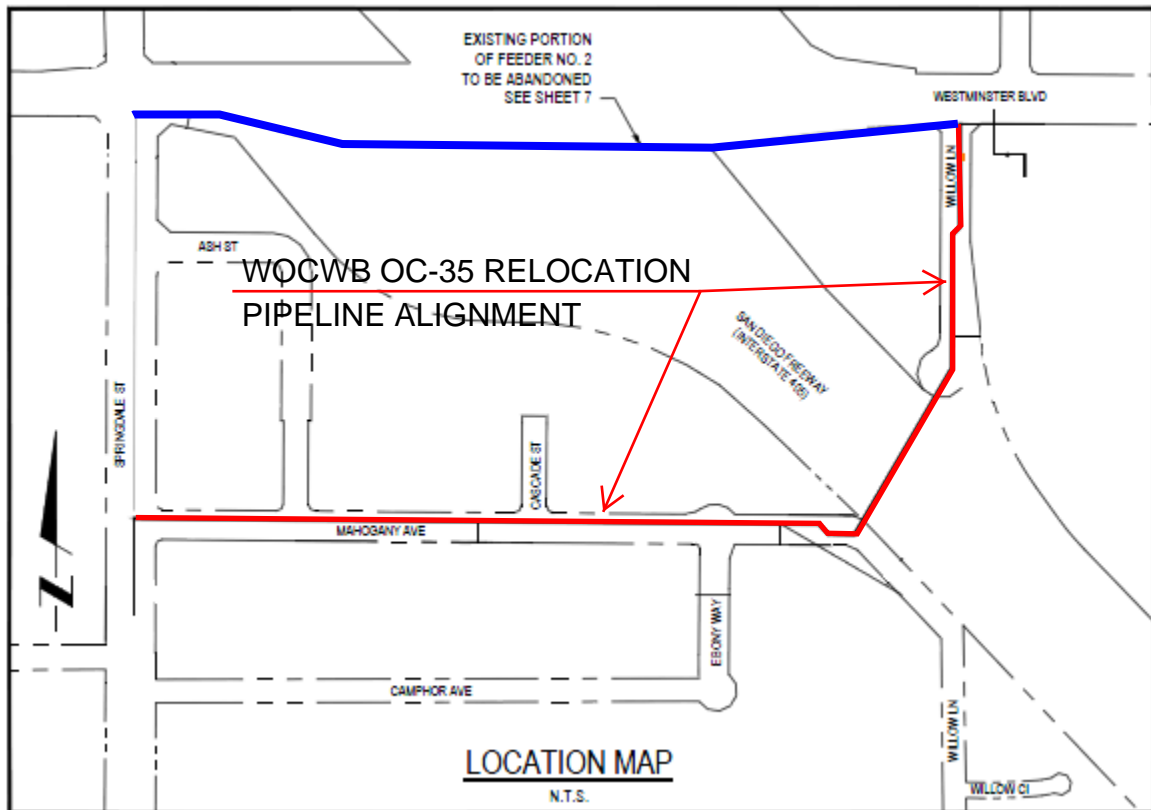 EXISTING PORTION
OF FEEDER NO. 2
TO BE ABANDONED
SEE SHEET 7
WESTMINSTER BLVD
WILLOW LN
ASH ST
WOCWB OC-35 RELOCATION
PIPELINE ALIGNMENT
SAN DIEGO FREEWAY
(INTERSTATE 405)
SPRINGDALE ST
CASCADE ST
MAHOGANY AVE
Z
EBONY WAY
CAMPHOR AVE
WILLOW LN
LOCATION MAP
N.T.S.
WILLOW CI